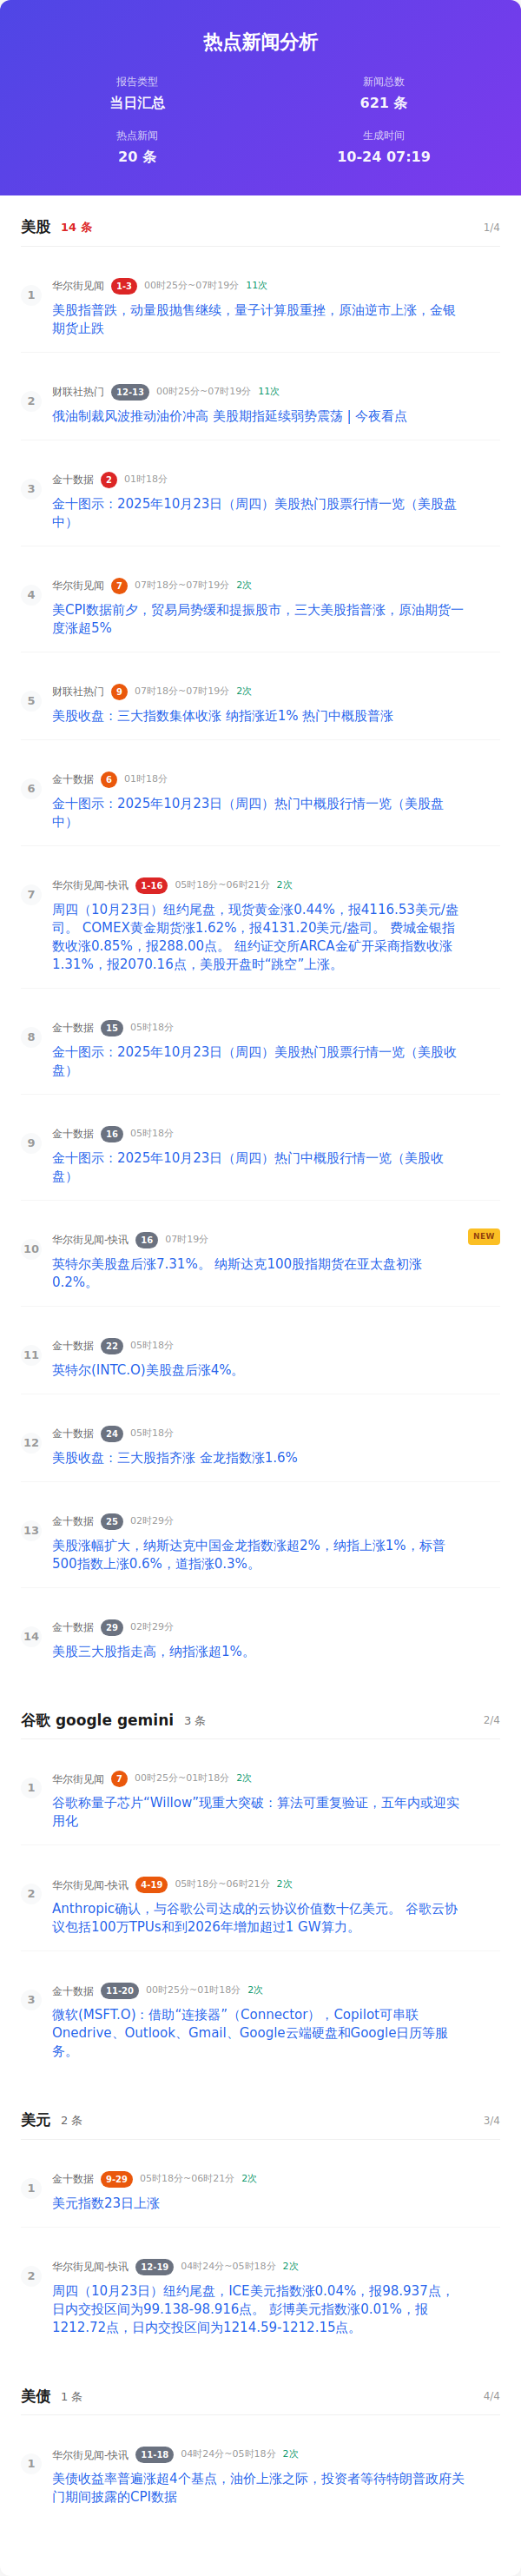 热点新闻分析
报告类型
当日汇总
新闻总数
621 条
热点新闻
20 条
生成时间
10-24 07:19
美股 14 条 1/4
1
华尔街见闻 1-3 00时25分~07时19分 11次
美股指普跌，动量股抛售继续，量子计算股重挫，原油逆市上涨，金银
期货止跌
2
财联社热门 12-13 00时25分~07时19分 11次
俄油制裁风波推动油价冲高 美股期指延续弱势震荡 | 今夜看点
3
金十数据 2 01时18分
金十图示：2025年10月23日（周四）美股热门股票行情一览（美股盘
中）
4
华尔街见闻 7 07时18分~07时19分 2次
美CPI数据前夕，贸易局势缓和提振股市，三大美股指普涨，原油期货一
度涨超5%
5
财联社热门 9 07时18分~07时19分 2次
美股收盘：三大指数集体收涨 纳指涨近1% 热门中概股普涨
6
金十数据 6 01时18分
金十图示：2025年10月23日（周四）热门中概股行情一览（美股盘
中）
7
华尔街见闻-快讯 1-16 05时18分~06时21分 2次
周四（10月23日）纽约尾盘，现货黄金涨0.44%，报4116.53美元/盎
司。 COMEX黄金期货涨1.62%，报4131.20美元/盎司。 费城金银指
数收涨0.85%，报288.00点。 纽约证交所ARCA金矿开采商指数收涨
1.31%，报2070.16点，美股开盘时“跳空”上涨。
8
金十数据 15 05时18分
金十图示：2025年10月23日（周四）美股热门股票行情一览（美股收
盘）
9
金十数据 16 05时18分
金十图示：2025年10月23日（周四）热门中概股行情一览（美股收
盘）
10
华尔街见闻-快讯 16 07时19分
NEW
英特尔美股盘后涨7.31%。 纳斯达克100股指期货在亚太盘初涨
0.2%。
11
金十数据 22 05时18分
英特尔(INTC.O)美股盘后涨4%。
12
金十数据 24 05时18分
美股收盘：三大股指齐涨 金龙指数涨1.6%
13
金十数据 25 02时29分
美股涨幅扩大，纳斯达克中国金龙指数涨超2%，纳指上涨1%，标普
500指数上涨0.6%，道指涨0.3%。
14
金十数据 29 02时29分
美股三大股指走高，纳指涨超1%。
谷歌 google gemini 3 条 2/4
1
华尔街见闻 7 00时25分~01时18分 2次
谷歌称量子芯片“Willow”现重大突破：算法可重复验证，五年内或迎实
用化
2
华尔街见闻-快讯 4-19 05时18分~06时21分 2次
Anthropic确认，与谷歌公司达成的云协议价值数十亿美元。 谷歌云协
议包括100万TPUs和到2026年增加超过1 GW算力。
3
金十数据 11-20 00时25分~01时18分 2次
微软(MSFT.O)：借助“连接器”（Connector），Copilot可串联
Onedrive、Outlook、Gmail、Google云端硬盘和Google日历等服
务。
美元 2 条 3/4
1
金十数据 9-29 05时18分~06时21分 2次
美元指数23日上涨
2
华尔街见闻-快讯 12-19 04时24分~05时18分 2次
周四（10月23日）纽约尾盘，ICE美元指数涨0.04%，报98.937点，
日内交投区间为99.138-98.916点。 彭博美元指数涨0.01%，报
1212.72点，日内交投区间为1214.59-1212.15点。
美债 1 条 4/4
1
华尔街见闻-快讯 11-18 04时24分~05时18分 2次
美债收益率普遍涨超4个基点，油价上涨之际，投资者等待特朗普政府关
门期间披露的CPI数据